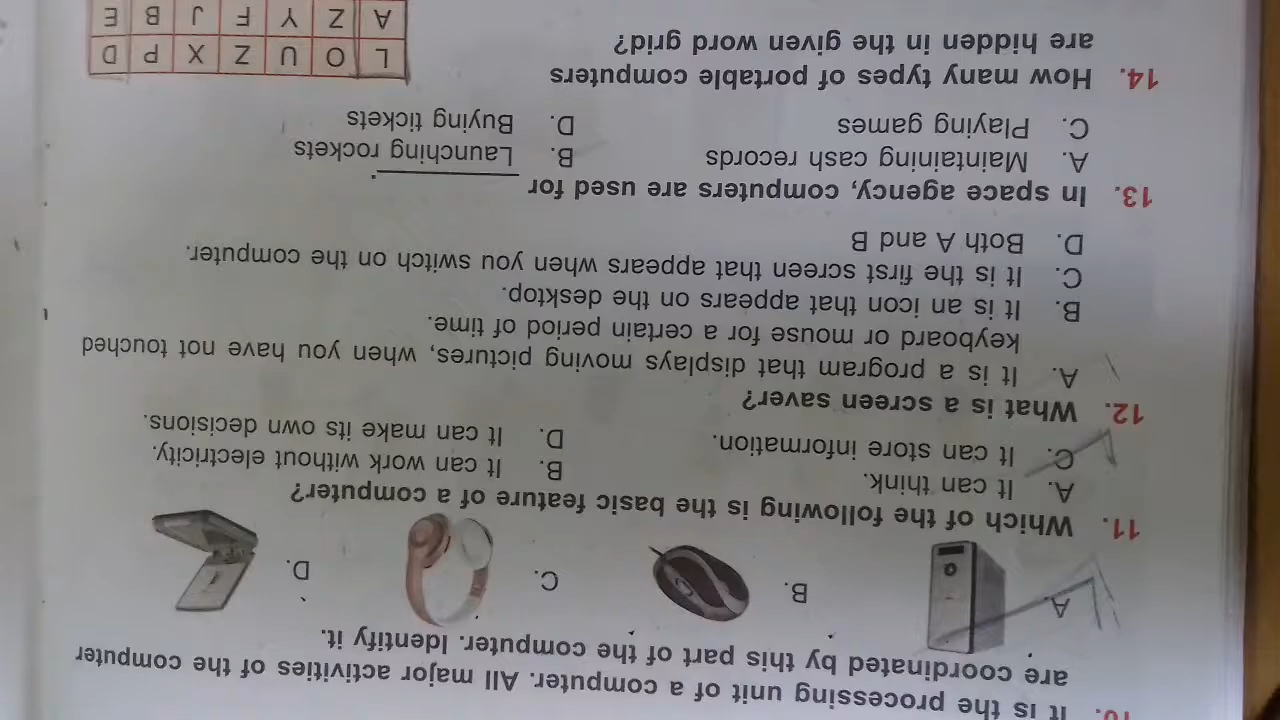 10. It is the processing unit of a computer. All major activities of the computer
are coordinated by this part of the computer. Identify it.
A. B. C. D.
11. Which of the following is the basic feature of a computer?
A. It can think. B. It can work without electricity.
C. It can store information. D. It can make its own decisions.
12. What is a screen saver?
A. It is a program that displays moving pictures, when you have not touched
keyboard or mouse for a certain period of time.
B. It is an icon that appears on the desktop.
C. It is the first screen that appears when you switch on the computer.
D. Both A and B
13. In space agency, computers are used for __________.
A. Maintaining cash records B. Launching rockets
C. Playing games D. Buying tickets
14. How many types of portable computers
are hidden in the given word grid?
L O U Z X P D
A Z Y F J B E